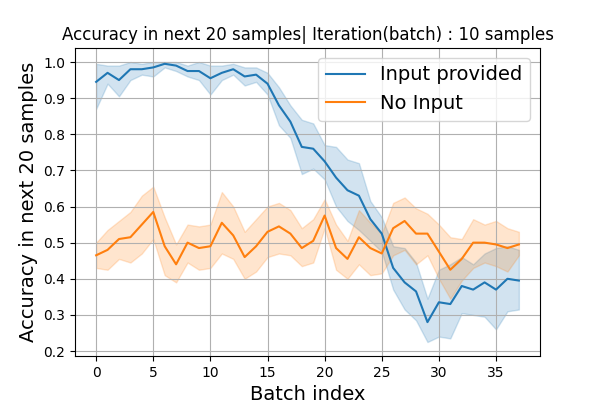 Accuracy in next 20 samples| Iteration(batch) : 10 samples
Accuracy in next 20 samples
1.0
0.9
0.8
0.7
0.6
0.5
0.4
0.3
0.2
Input provided
No Input
0 5 10 15 20 25 30 35
Batch index